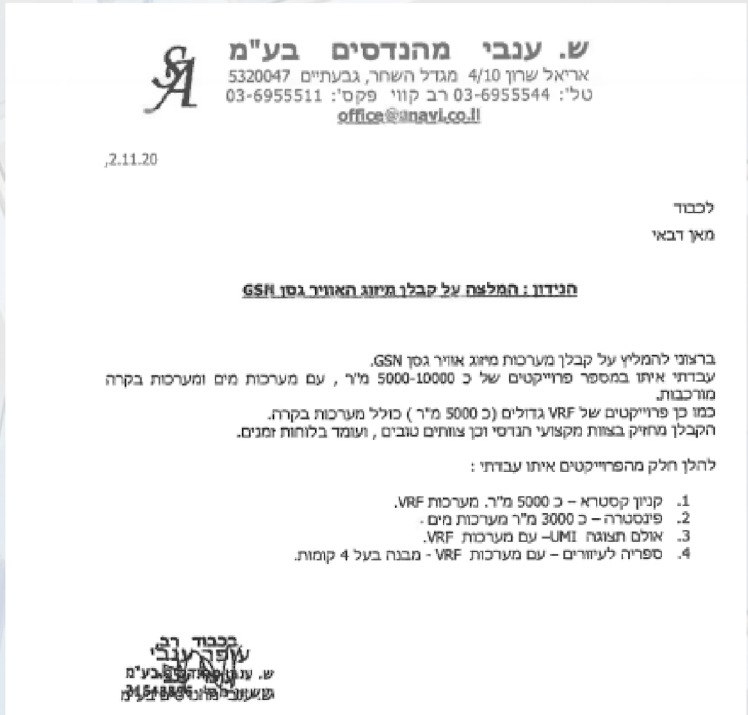 ש. ענבי מהנדסים בע"מ
אריאל שרון 4/10 מגדל השחר, גבעתיים 5320047
טל': 03-6955544 רב קווי פקס': 03-6955511
office@anavi.co.il
,2.11.20
לכבוד
מאן דבאי
הנידון : המלצה על קבלן מיזוג האוויר גסן GSN
ברצוני להמליץ על קבלן מערכות מיזוג אוויר גסן GSN.
עבדתי איתו במספר פרוייקטים של כ 5000-10000 מ"ר , עם מערכות מים ומערכות בקרה
מורכבות.
כמו כן פרוייקטים של VRF גדולים (כ 5000 מ"ר ) כולל מערכות בקרה.
הקבלן מחזיק בצוות מקצועי הנדסי וכן צוותים טובים , ועומד בלוחות זמנים.
להלן חלק מהפרוייקטים איתו עבדתי :
1. קניון קסטרא – כ 5000 מ"ר. מערכות VRF.
2. פינסטרה – כ 3000 מ"ר מערכות מים .
3. אולם תצוגה UMI– עם מערכות VRF.
4. ספריה לעיוורים – עם מערכות VRF - מבנה בעל 4 קומות.
בכבוד רב,
עופר ענבי
ש. ענבי מהנדסים בע"מ